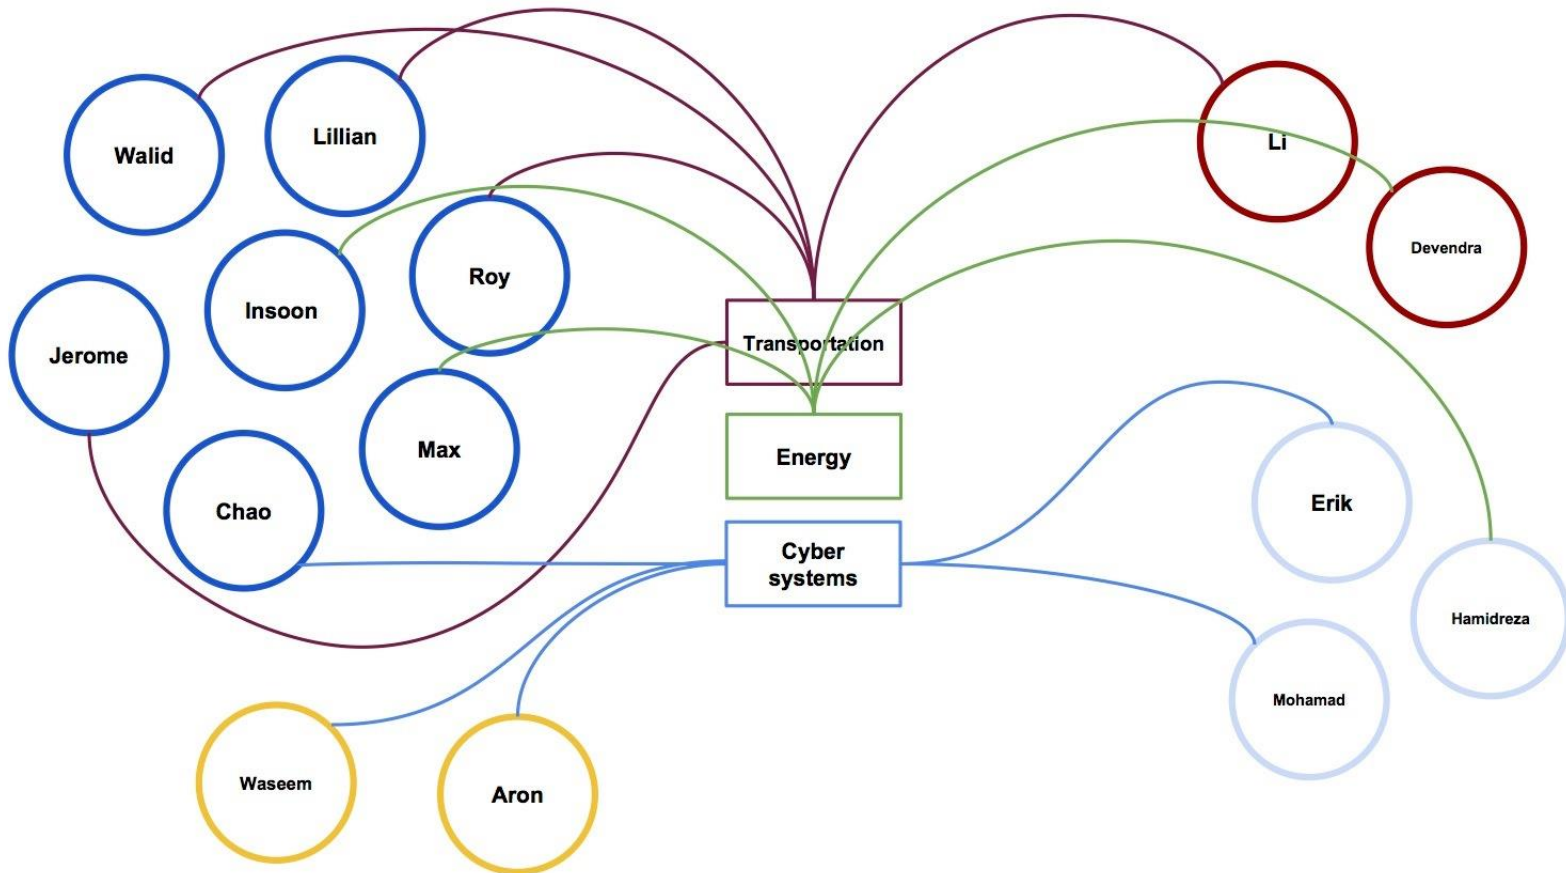 Walid
Lillian
Li
Devendra
Insoon
Roy
Jerome
Transportation
Max
Energy
Chao
Cyber
systems
Erik
Hamidreza
Mohamad
Waseem
Aron